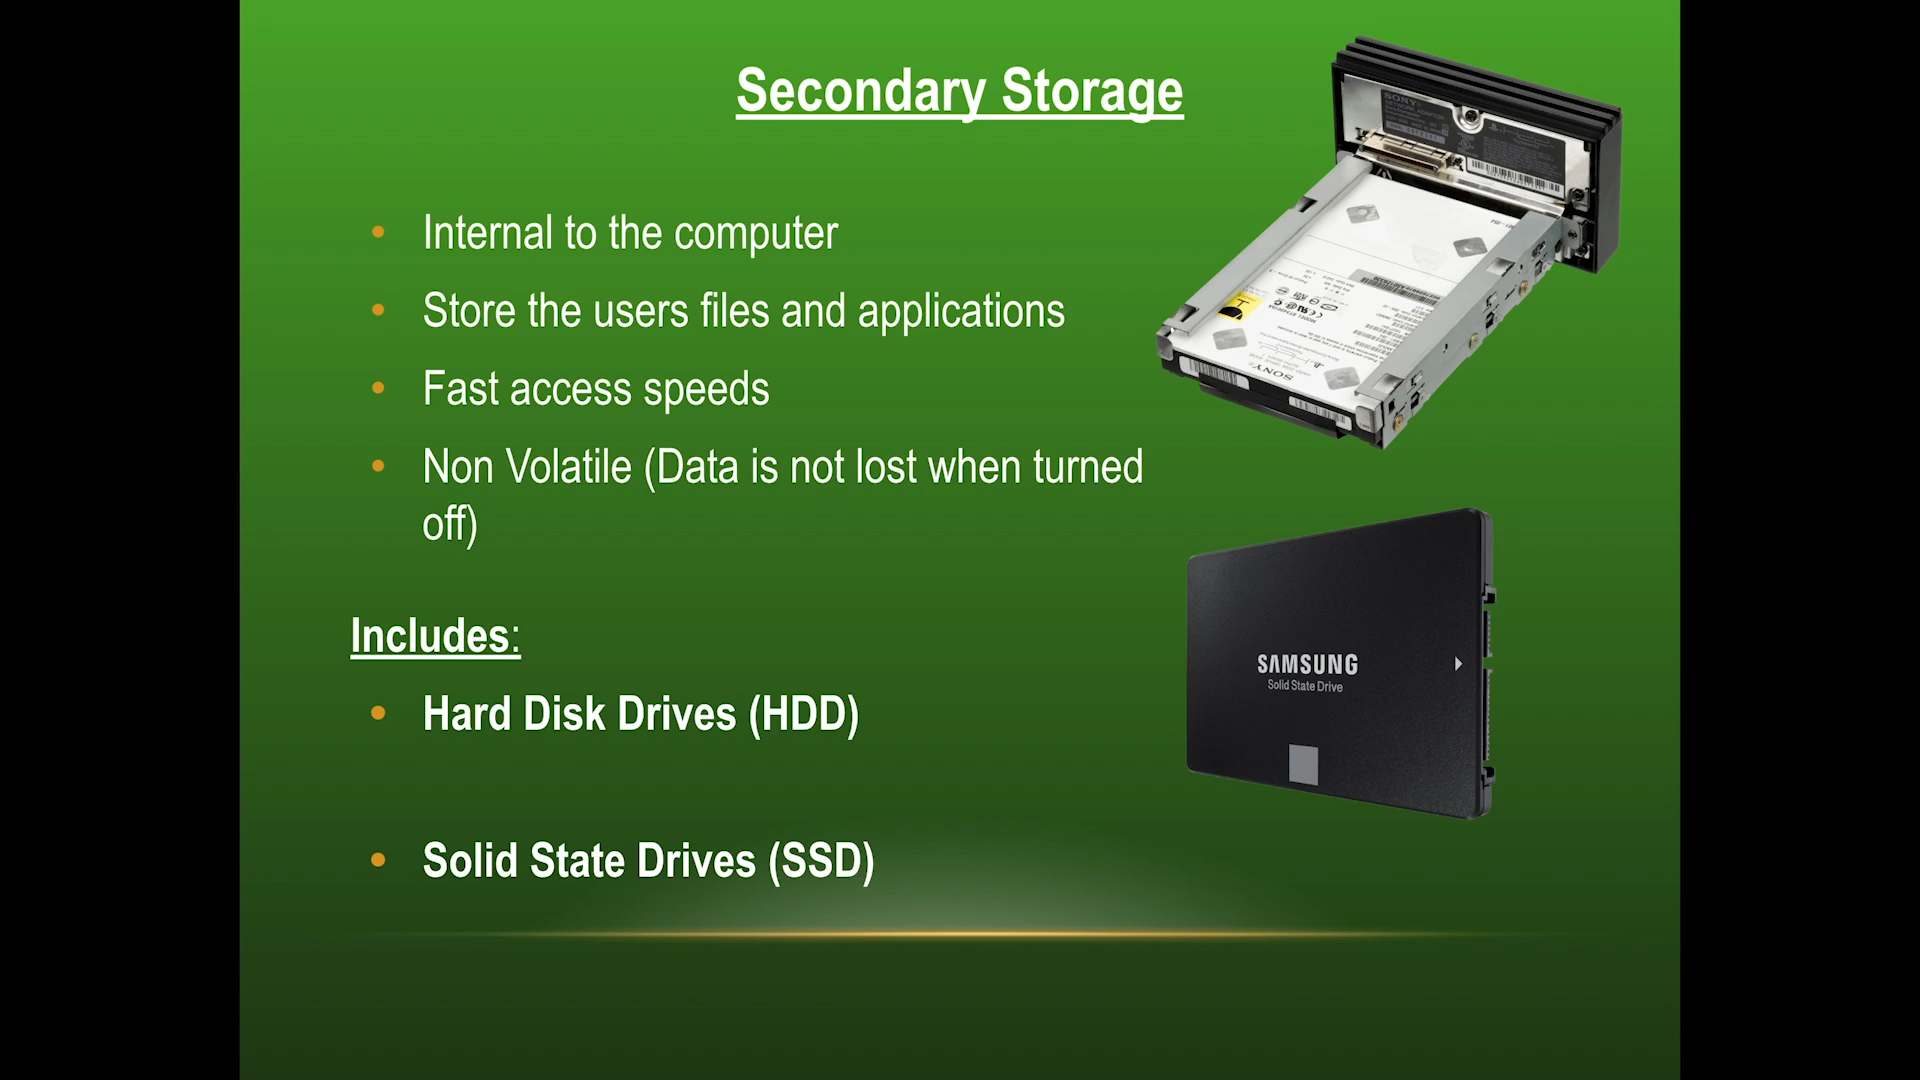 Secondary Storage
Internal to the computer
Store the users files and applications
Fast access speeds
Non Volatile (Data is not lost when turned
off)
Includes:
Hard Disk Drives (HDD)
Solid State Drives (SSD)
SONY
SONY
SAMSUNG
Solid State Drive